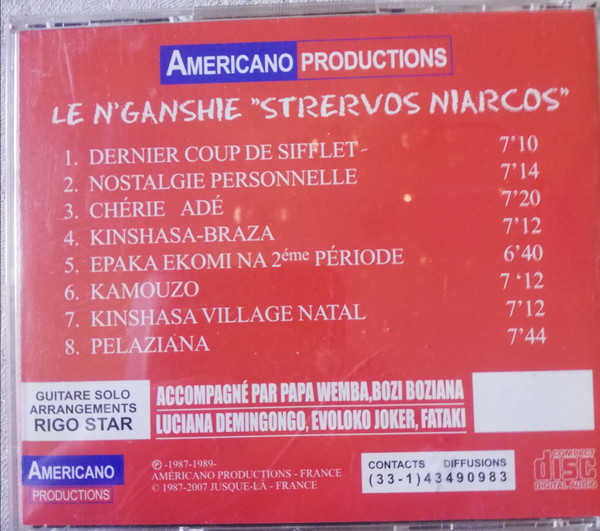 AMERICANO PRODUCTIONS
LE N'GANSHIE "STRERVOS NIARCOS"
1. DERNIER COUP DE SIFFLET - 7'10
2. NOSTALGIE PERSONNELLE 7'14
3. CHÉRIE ADÉ 7'20
4. KINSHASA-BRAZA 7'12
5. EPAKA EKOMI NA 2éme PÉRIODE 6'40
6. KAMOUZO 7 '12
7. KINSHASA VILLAGE NATAL 7'12
8. PELAZIANA 7'44
GUITARE SOLO
ARRANGEMENTS
RIGO STAR
ACCOMPAGNÉ PAR PAPA WEMBA,BOZI BOZIANA
LUCIANA DEMINGONGO, EVOLOKO JOKER, FATAKI
AMERICANO
PRODUCTIONS
℗ -1987-1989-
AMÉRICANO PRODUCTIONS - FRANCE
© 1987-2007 JUSQUE-LÀ - FRANCE
CONTACTS DIFFUSIONS
(33-1)43490983
COMPACT
disc
DIGITAL AUDIO